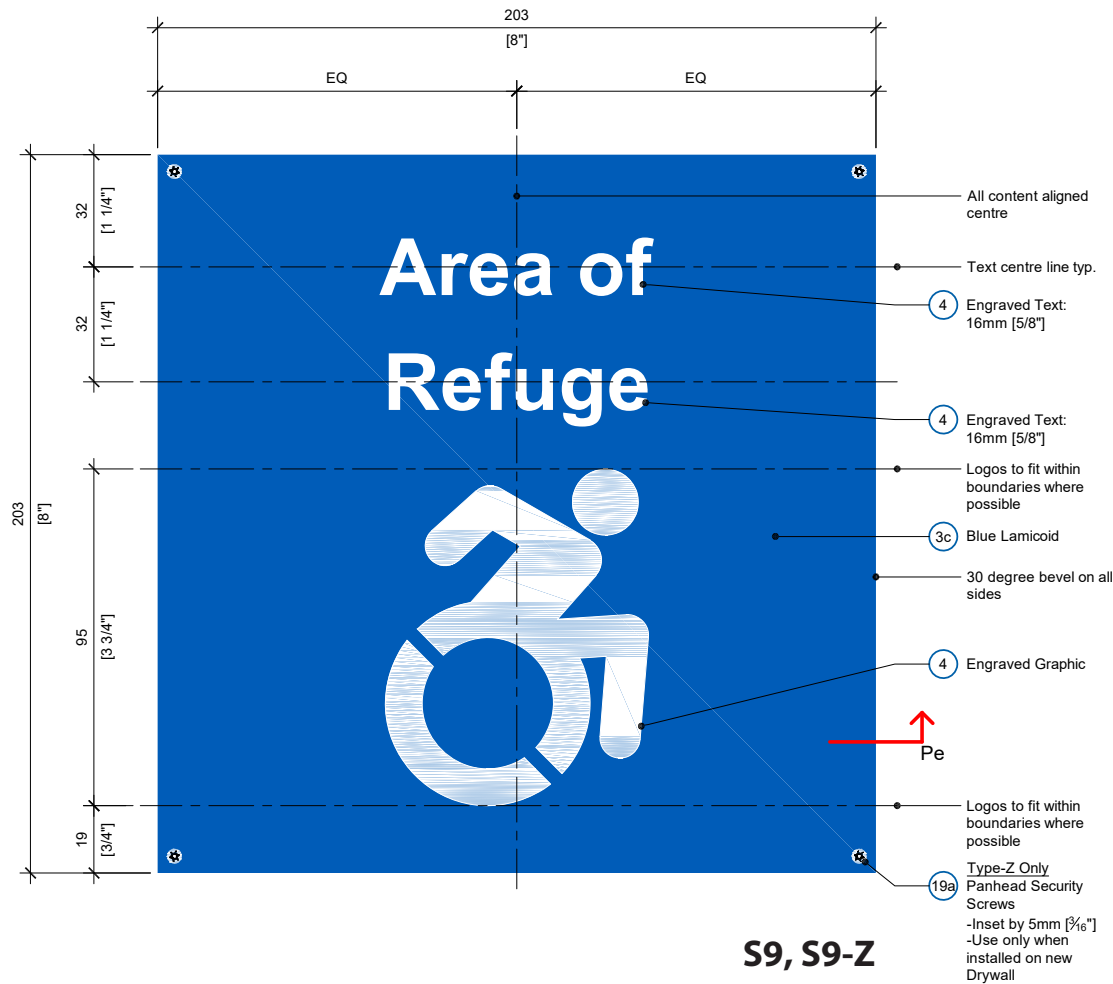 203
[8"]
EQ
EQ
32
[1 1/4"]
32
[1 1/4"]
203
[8"]
95
[3 3/4"]
19
[3/4"]
Area of
Refuge
All content aligned
centre
Text centre line typ.
4
Engraved Text:
16mm [5/8"]
4
Engraved Text:
16mm [5/8"]
Logos to fit within
boundaries where
possible
3c
Blue Lamicoid
30 degree bevel on all
sides
4
Engraved Graphic
Pe
Logos to fit within
boundaries where
possible
19a
Type-Z Only
Panhead Security
Screws
-Inset by 5mm [3⁄16"]
-Use only when
installed on new
Drywall
S9, S9-Z